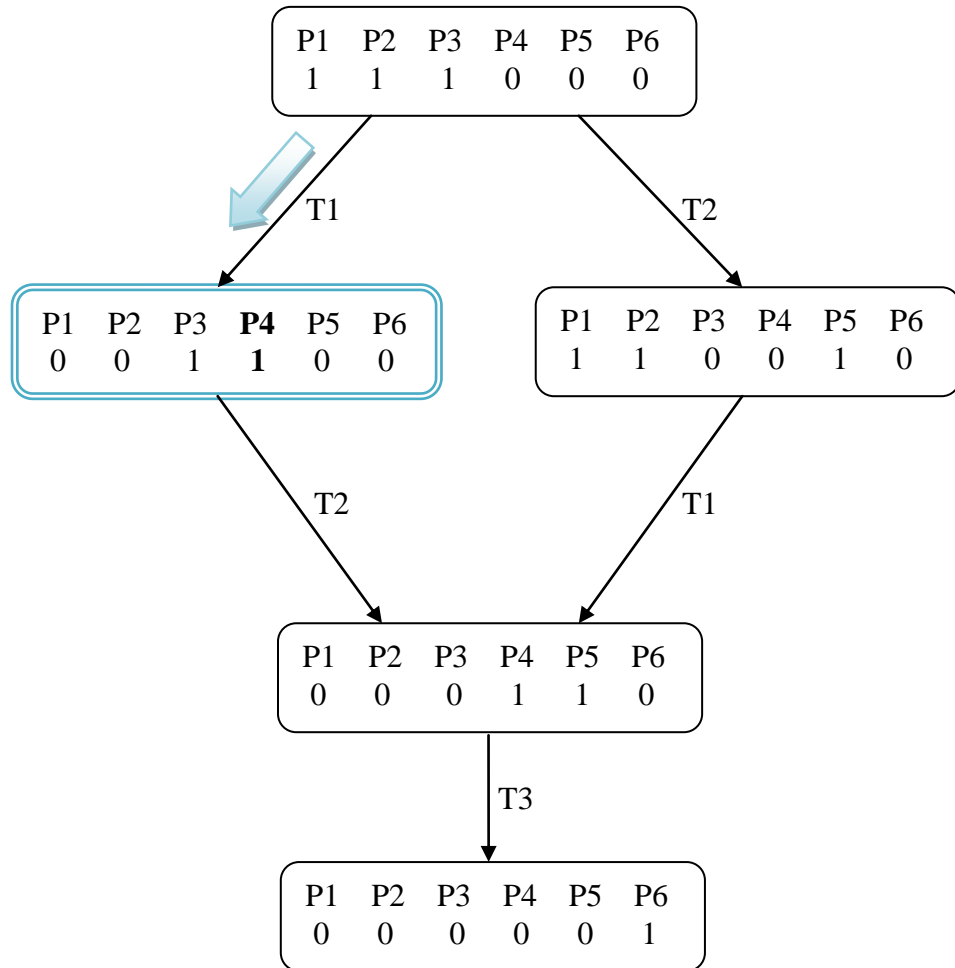 P1 P2 P3 P4 P5 P6
1 1 1 0 0 0
T1
T2
P1 P2 P3 P4 P5 P6
0 0 1 1 0 0
P1 P2 P3 P4 P5 P6
1 1 0 0 1 0
T2
T1
P1 P2 P3 P4 P5 P6
0 0 0 1 1 0
T3
P1 P2 P3 P4 P5 P6
0 0 0 0 0 1